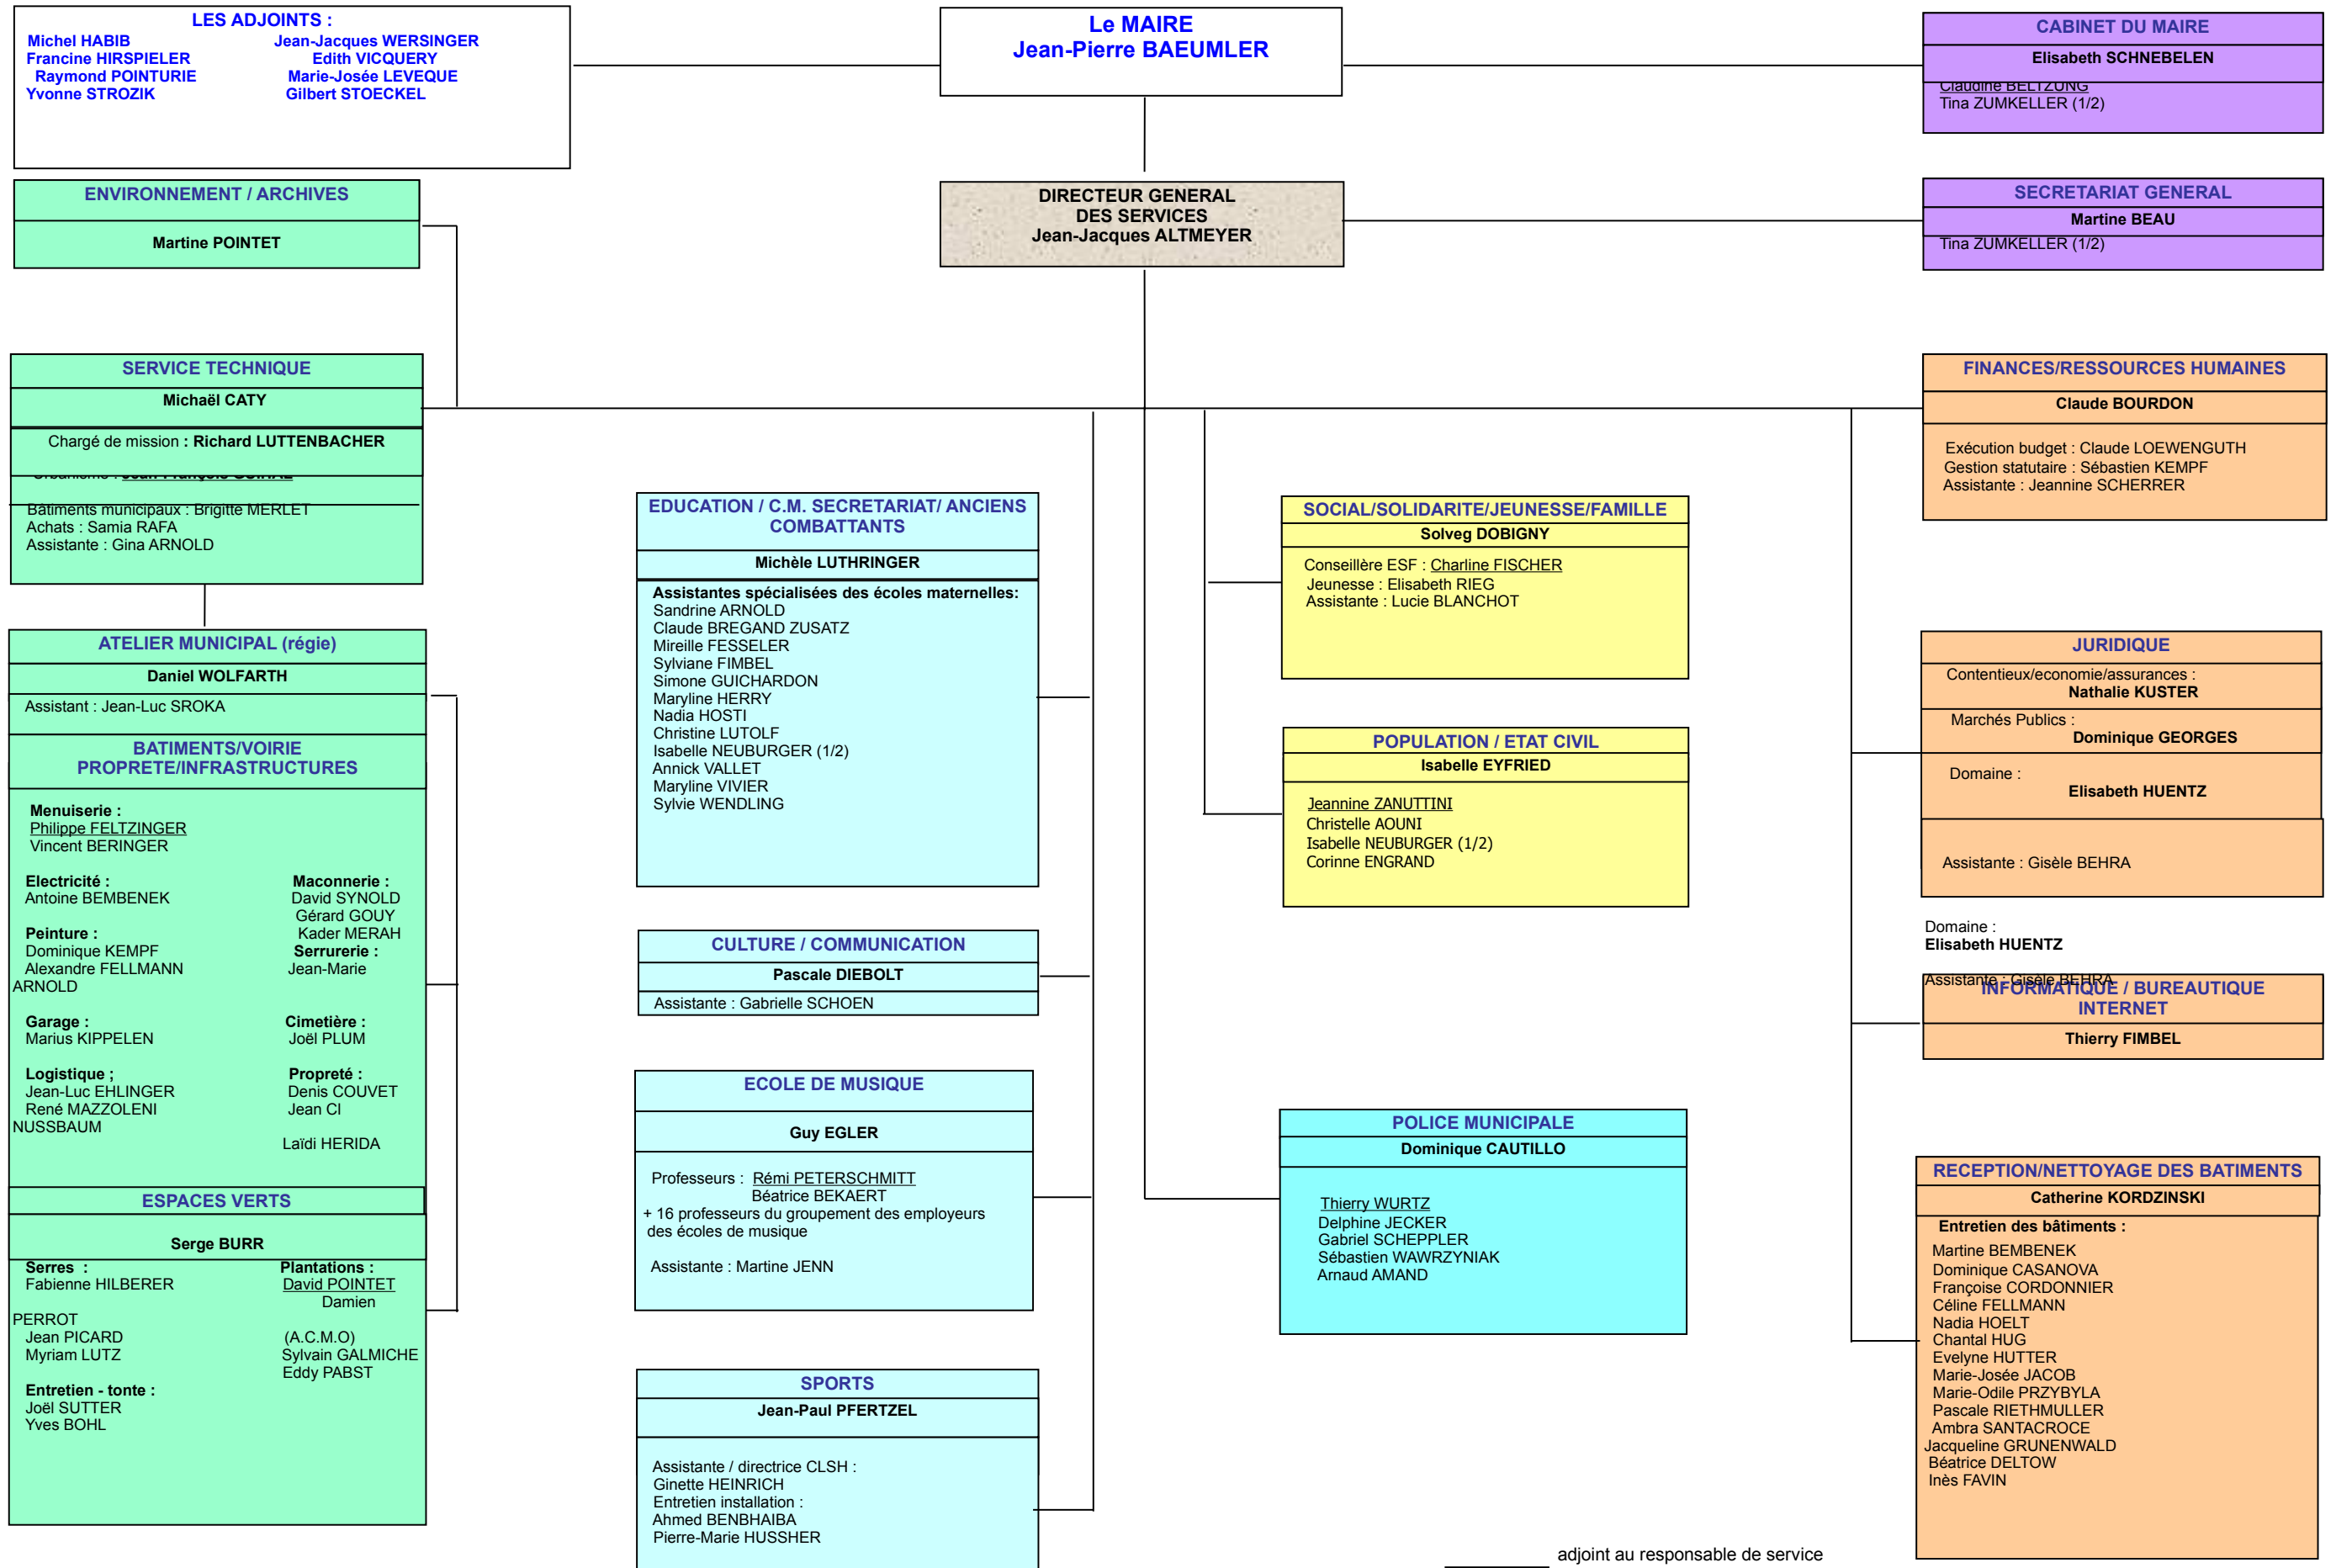 LES ADJOINTS :
Michel HABIB Jean-Jacques WERSINGER
Francine HIRSPIELER Edith VICQUERY
Raymond POINTURIE Marie-Josée LEVEQUE
Yvonne STROZIK Gilbert STOECKEL
Le MAIRE
Jean-Pierre BAEUMLER
CABINET DU MAIRE
Elisabeth SCHNEBELEN
Claudine BELTZUNG
Tina ZUMKELLER (1/2)
ENVIRONNEMENT / ARCHIVES
Martine POINTET
DIRECTEUR GENERAL
DES SERVICES
Jean-Jacques ALTMEYER
SECRETARIAT GENERAL
Martine BEAU
Tina ZUMKELLER (1/2)
SERVICE TECHNIQUE
Michaël CATY
Chargé de mission : Richard LUTTENBACHER
Bâtiments municipaux : Brigitte MERLET
Achats : Samia RAFA
Assistante : Gina ARNOLD
ATELIER MUNICIPAL (régie)
Daniel WOLFARTH
Assistant : Jean-Luc SROKA
BATIMENTS/VOIRIE
PROPRETE/INFRASTRUCTURES
Menuiserie :
Philippe FELTZINGER
Vincent BERINGER
Electricité : Maconnerie :
Antoine BEMBENEK David SYNOLD
Gérard GOUY
Peinture : Kader MERAH
Dominique KEMPF Serrurerie :
Alexandre FELLMANN Jean-Marie
ARNOLD
Garage : Cimetière :
Marius KIPPELEN Joël PLUM
Logistique ; Propreté :
Jean-Luc EHLINGER Denis COUVET
René MAZZOLENI Jean Cl
NUSSBAUM
Laïdi HERIDA
ESPACES VERTS
Serge BURR
Serres : Plantations :
Fabienne HILBERER David POINTET
Damien
PERROT
Jean PICARD (A.C.M.O)
Myriam LUTZ Sylvain GALMICHE
Eddy PABST
Entretien - tonte :
Joël SUTTER
Yves BOHL
EDUCATION / C.M. SECRETARIAT/ ANCIENS
COMBATTANTS
Michèle LUTHRINGER
Assistantes spécialisées des écoles maternelles:
Sandrine ARNOLD
Claude BREGAND ZUSATZ
Mireille FESSELER
Sylviane FIMBEL
Simone GUICHARDON
Maryline HERRY
Nadia HOSTI
Christine LUTOLF
Isabelle NEUBURGER (1/2)
Annick VALLET
Maryline VIVIER
Sylvie WENDLING
CULTURE / COMMUNICATION
Pascale DIEBOLT
Assistante : Gabrielle SCHOEN
ECOLE DE MUSIQUE
Guy EGLER
Professeurs : Rémi PETERSCHMITT
Béatrice BEKAERT
+ 16 professeurs du groupement des employeurs
des écoles de musique
Assistante : Martine JENN
SPORTS
Jean-Paul PFERTZEL
Assistante / directrice CLSH :
Ginette HEINRICH
Entretien installation :
Ahmed BENBHAIBA
Pierre-Marie HUSSHER
SOCIAL/SOLIDARITE/JEUNESSE/FAMILLE
Solveg DOBIGNY
Conseillère ESF : Charline FISCHER
Jeunesse : Elisabeth RIEG
Assistante : Lucie BLANCHOT
POPULATION / ETAT CIVIL
Isabelle EYFRIED
Jeannine ZANUTTINI
Christelle AOUNI
Isabelle NEUBURGER (1/2)
Corinne ENGRAND
POLICE MUNICIPALE
Dominique CAUTILLO
Thierry WURTZ
Delphine JECKER
Gabriel SCHEPPLER
Sébastien WAWRZYNIAK
Arnaud AMAND
FINANCES/RESSOURCES HUMAINES
Claude BOURDON
Exécution budget : Claude LOEWENGUTH
Gestion statutaire : Sébastien KEMPF
Assistante : Jeannine SCHERRER
JURIDIQUE
Contentieux/economie/assurances :
Nathalie KUSTER
Marchés Publics :
Dominique GEORGES
Domaine :
Elisabeth HUENTZ
Assistante : Gisèle BEHRA
Domaine :
Elisabeth HUENTZ
Assistante : Gisèle BEHRA
INFORMATIQUE / BUREAUTIQUE
INTERNET
Thierry FIMBEL
RECEPTION/NETTOYAGE DES BATIMENTS
Catherine KORDZINSKI
Entretien des bâtiments :
Martine BEMBENEK
Dominique CASANOVA
Françoise CORDONNIER
Céline FELLMANN
Nadia HOELT
Chantal HUG
Evelyne HUTTER
Marie-Josée JACOB
Marie-Odile PRZYBYLA
Pascale RIETHMULLER
Ambra SANTACROCE
Jacqueline GRUNENWALD
Béatrice DELTOW
Inès FAVIN
adjoint au responsable de service